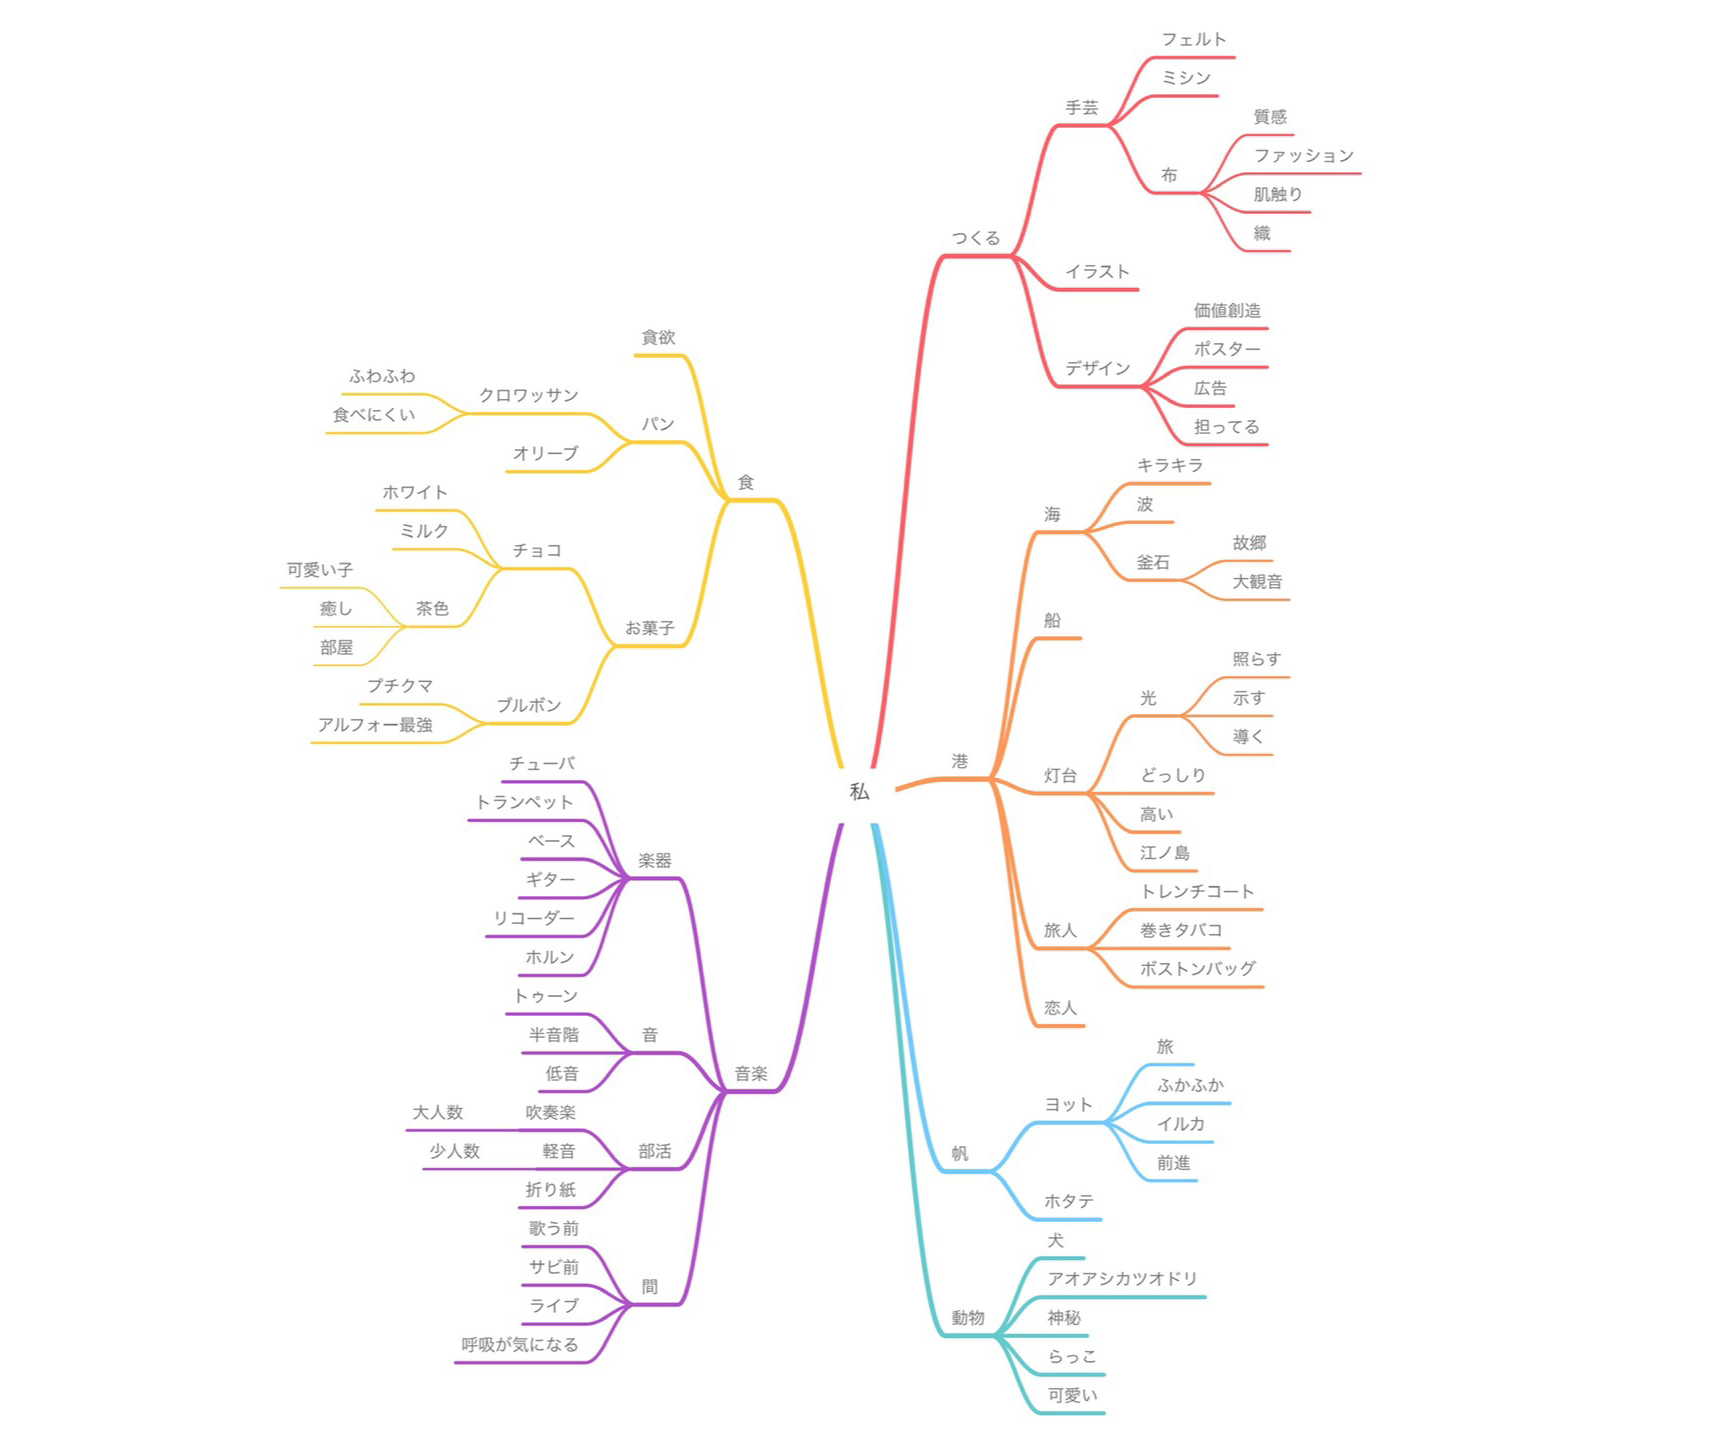 私
つくる
手芸
フェルト
ミシン
布
質感
ファッション
肌触り
織
イラスト
デザイン
価値創造
ポスター
広告
担ってる
港
海
キラキラ
波
釜石
故郷
大観音
船
灯台
光
照らす
示す
導く
どっしり
高い
江ノ島
旅人
トレンチコート
巻きタバコ
ボストンバッグ
恋人
帆
ヨット
旅
ふかふか
イルカ
前進
ホタテ
動物
犬
アオアシカツオドリ
神秘
らっこ
可愛い
食
貪欲
パン
クロワッサン
ふわふわ
食べにくい
オリーブ
お菓子
チョコ
ホワイト
ミルク
茶色
可愛い子
癒し
部屋
ブルボン
プチクマ
アルフォー最強
音楽
楽器
チューバ
トランペット
ベース
ギター
リコーダー
ホルン
音
トゥーン
半音階
低音
部活
吹奏楽
大人数
軽音
少人数
折り紙
間
歌う前
サビ前
ライブ
呼吸が気になる